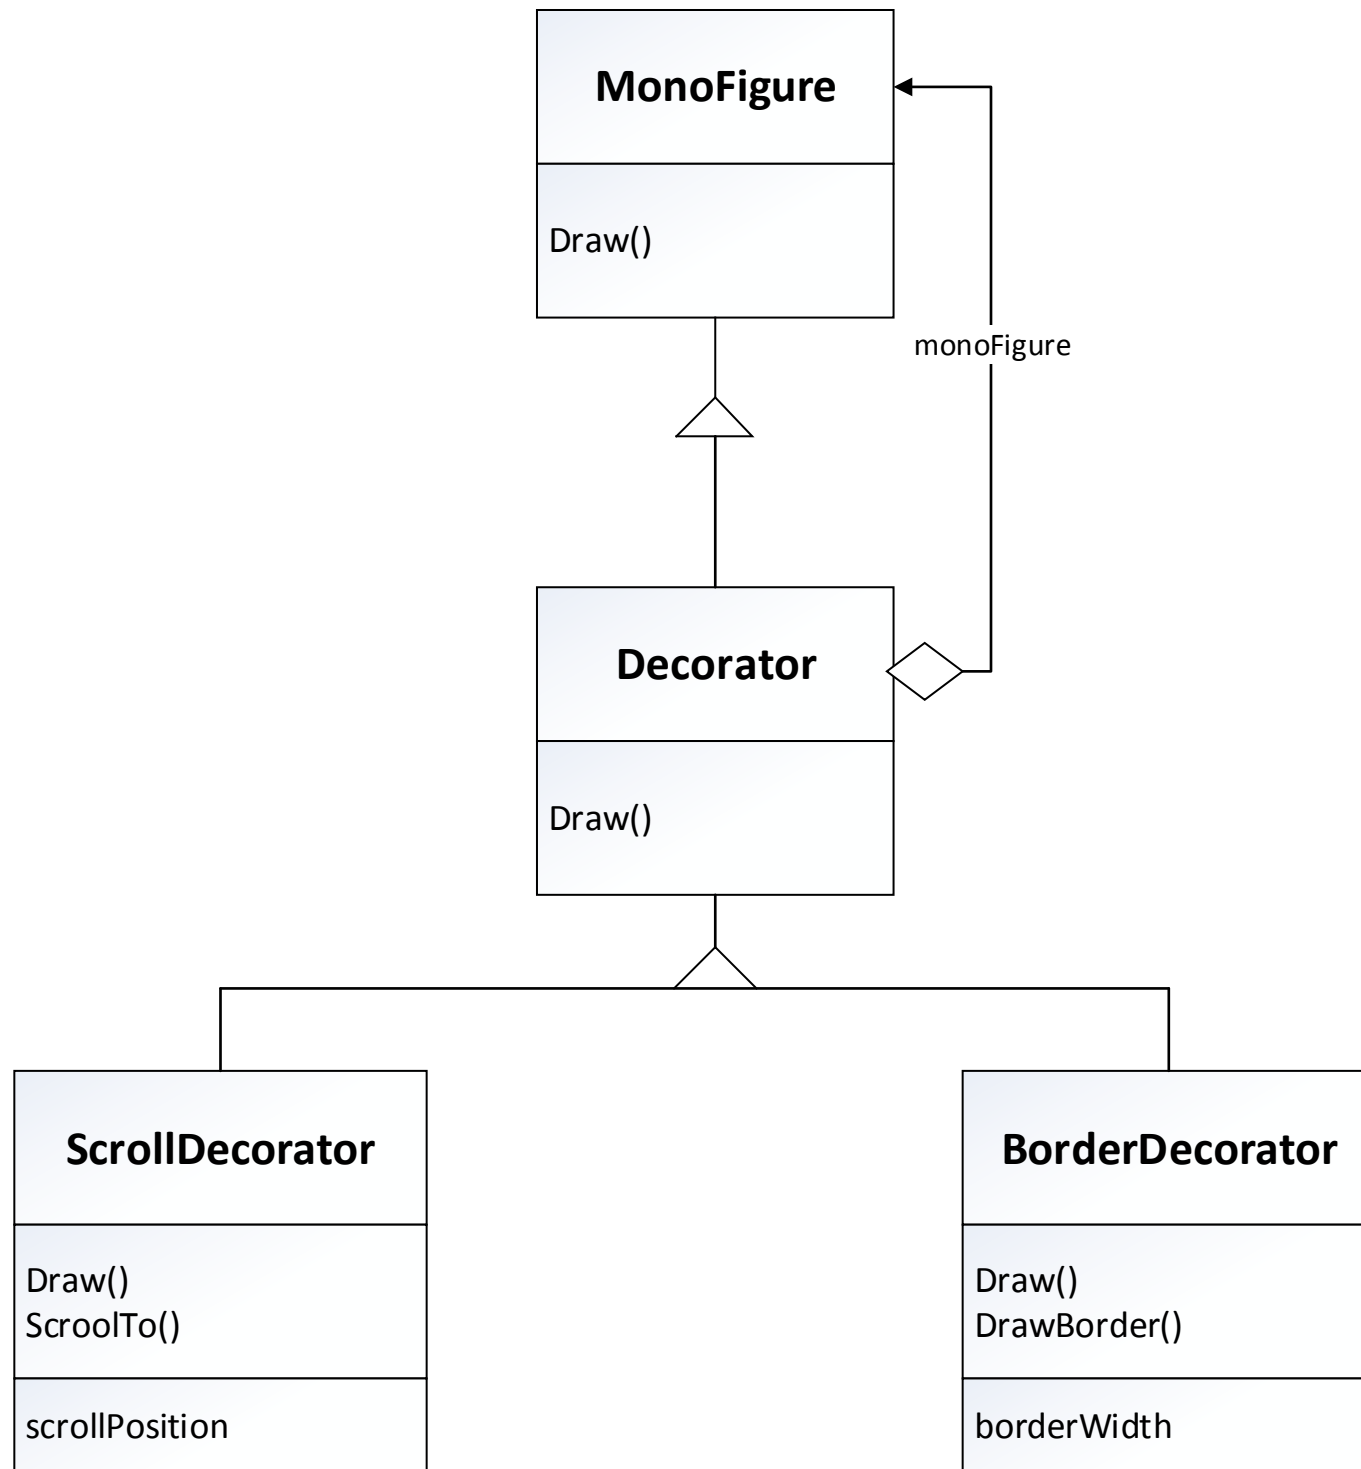 MonoFigure
Draw()
monoFigure
Decorator
Draw()
ScrollDecorator
Draw()
ScroolTo()
scrollPosition
BorderDecorator
Draw()
DrawBorder()
borderWidth